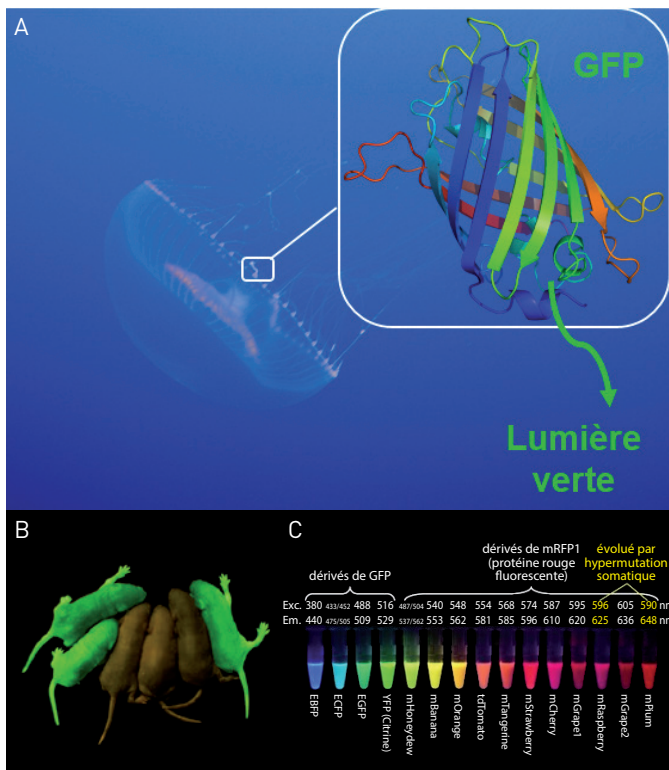 A
GFP
Lumière
verte
B
C
dérivés de GFP
dérivés de mRFP1
(protéine rouge
fluorescente)
évolué par
hypermutation
somatique
Exc. 380 433/452 488 516 487/504 540 548 554 568 574 587 595 596 605 590 nm
Em. 440 475/505 509 529 537/562 553 562 581 585 596 610 620 625 636 648 nm
EBFP
ECFP
EGFP
YFP (Citrine)
mHoneydew
mBanana
mOrange
tdTomato
mTangerine
mStrawberry
mCherry
mGrape1
mRaspberry
mGrape2
mPlum